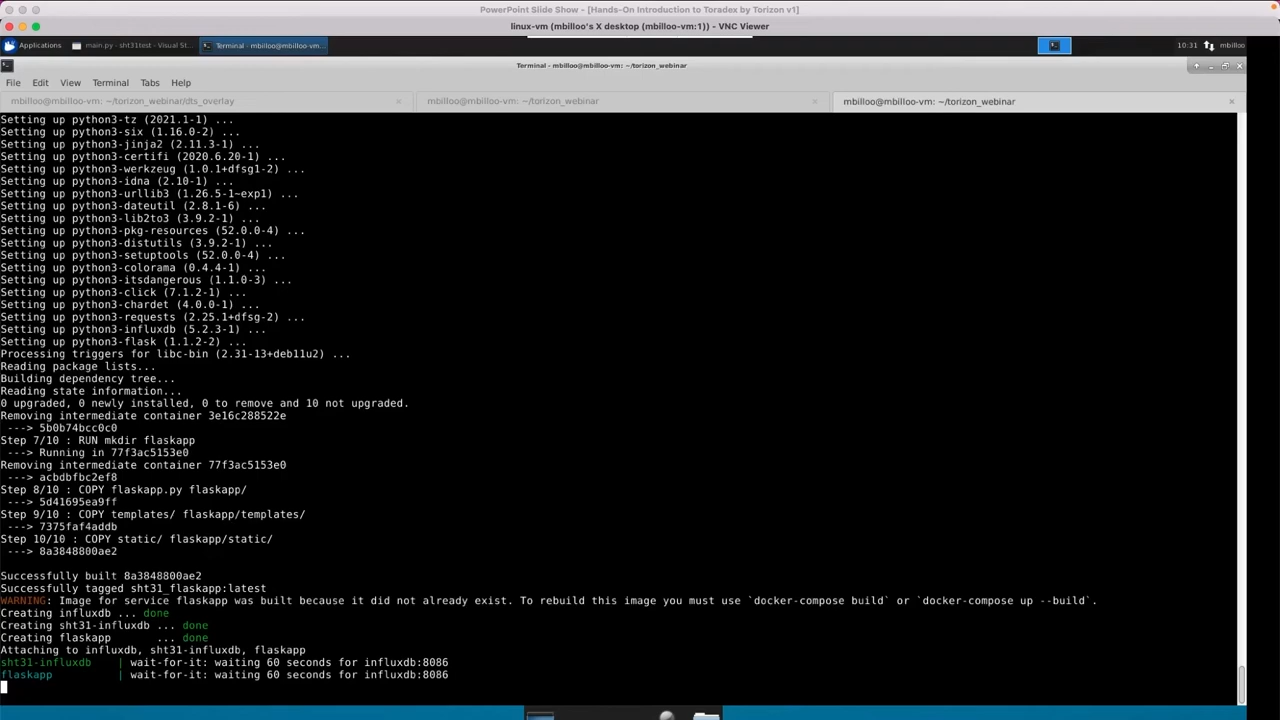 PowerPoint Slide Show - [Hands-On Introduction to Toradex by Torizon v1]
linux-vm (mbilloo's X desktop (mbilloo-vm:1)) - VNC Viewer
Applications
main.py - sht31test - Visual St...
Terminal - mbilloo@mbilloo-vm...
10:31
mbilloo
Terminal - mbilloo@mbilloo-vm: ~/torizon_webinar
File Edit View Terminal Tabs Help
mbilloo@mbilloo-vm: ~/torizon_webinar/dts_overlay
mbilloo@mbilloo-vm: ~/torizon_webinar
mbilloo@mbilloo-vm: ~/torizon_webinar
Setting up python3-tz (2021.1-1) ...
Setting up python3-six (1.16.0-2) ...
Setting up python3-jinja2 (2.11.3-1) ...
Setting up python3-certifi (2020.6.20-1) ...
Setting up python3-werkzeug (1.0.1+dfsg1-2) ...
Setting up python3-idna (2.10-1) ...
Setting up python3-urllib3 (1.26.5-1~exp1) ...
Setting up python3-dateutil (2.8.1-6) ...
Setting up python3-lib2to3 (3.9.2-1) ...
Setting up python3-pkg-resources (52.0.0-4) ...
Setting up python3-distutils (3.9.2-1) ...
Setting up python3-setuptools (52.0.0-4) ...
Setting up python3-colorama (0.4.4-1) ...
Setting up python3-itsdangerous (1.1.0-3) ...
Setting up python3-click (7.1.2-1) ...
Setting up python3-chardet (4.0.0-1) ...
Setting up python3-requests (2.25.1+dfsg-2) ...
Setting up python3-influxdb (5.2.3-1) ...
Setting up python3-flask (1.1.2-2) ...
Processing triggers for libc-bin (2.31-13+deb11u2) ...
Reading package lists...
Building dependency tree...
Reading state information...
0 upgraded, 0 newly installed, 0 to remove and 10 not upgraded.
Removing intermediate container 3e16c288522e
---> 5b0b74bcc0c0
Step 7/10 : RUN mkdir flaskapp
---> Running in 77f3ac5153e0
Removing intermediate container 77f3ac5153e0
---> acbdbfbc2ef8
Step 8/10 : COPY flaskapp.py flaskapp/
---> 5d41695ea9ff
Step 9/10 : COPY templates/ flaskapp/templates/
---> 7375faf4addb
Step 10/10 : COPY static/ flaskapp/static/
---> 8a3848800ae2
Successfully built 8a3848800ae2
Successfully tagged sht31_flaskapp:latest
WARNING: Image for service flaskapp was built because it did not already exist. To rebuild this image you must use `docker-compose build` or `docker-compose up --build`.
Creating influxdb ... done
Creating sht31-influxdb ... done
Creating flaskapp       ... done
Attaching to influxdb, sht31-influxdb, flaskapp
sht31-influxdb    | wait-for-it: waiting 60 seconds for influxdb:8086
flaskapp          | wait-for-it: waiting 60 seconds for influxdb:8086